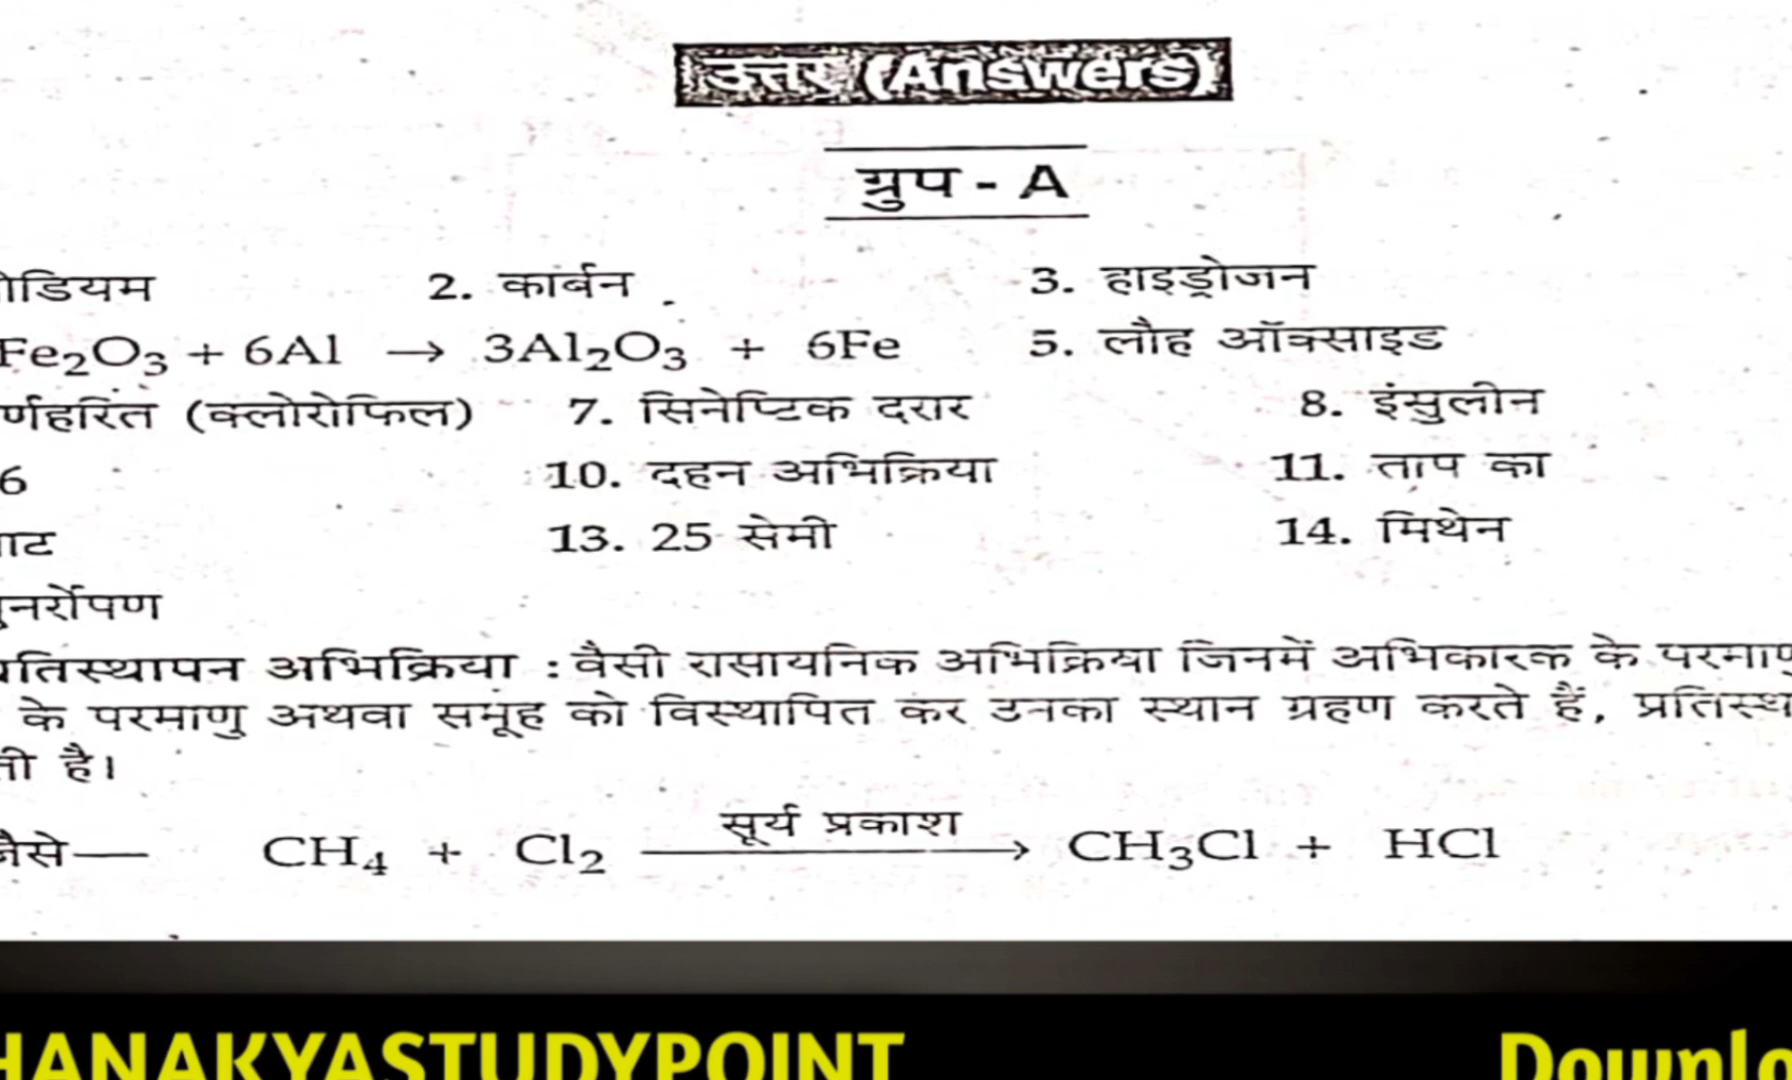 उत्तर (Answers)
ग्रुप - A
ोडियम 2. कार्बन 3. हाइड्रोजन
Fe₂O₃ + 6Al → 3Al₂O₃ + 6Fe 5. लौह ऑक्साइड
र्णहरित (क्लोरोफिल) 7. सिनेप्टिक दरार 8. इंसुलीन
6 10. दहन अभिक्रिया 11. ताप का
ाट 13. 25 सेमी 14. मिथेन
ुनर्रोपण
्रतिस्थापन अभिक्रिया : वैसी रासायनिक अभिक्रिया जिनमें अभिकारक के परमाणु
के परमाणु अथवा समूह को विस्थापित कर उनका स्थान ग्रहण करते हैं, प्रतिस्थ
ती है।
जैसे— CH₄ + Cl₂ सूर्य प्रकाश → CH₃Cl + HCl
HANAKYASTUDYPOINT Downlo